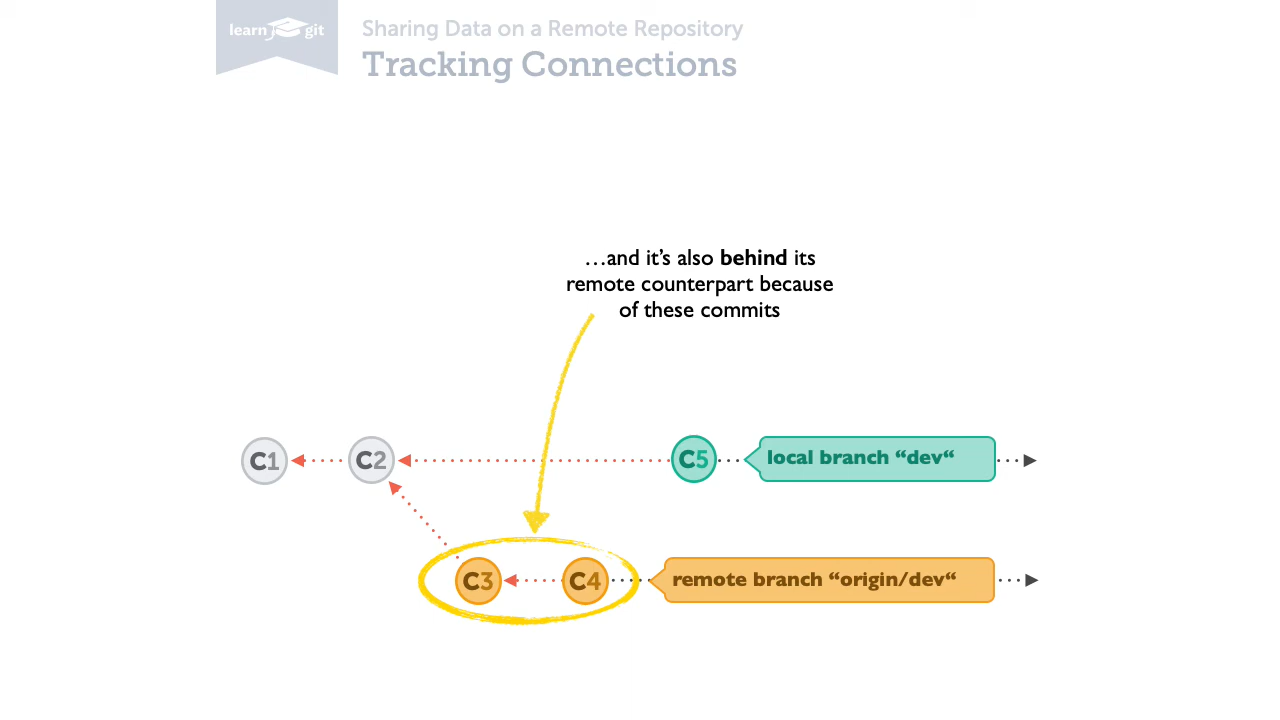 learn git
Sharing Data on a Remote Repository
Tracking Connections
…and it’s also behind its
remote counterpart because
of these commits
C1
C2
C5
local branch “dev“
C3
C4
remote branch “origin/dev“